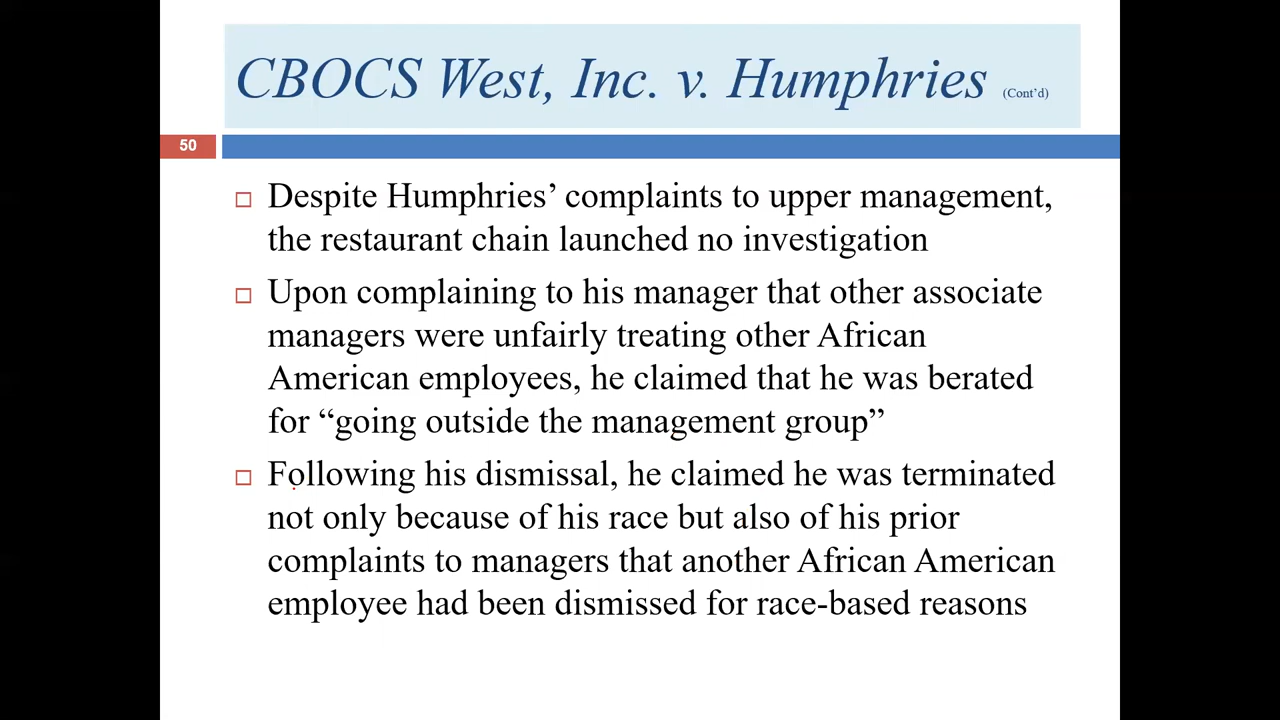 CBOCS West, Inc. v. Humphries (Cont’d)
50
Despite Humphries’ complaints to upper management,
the restaurant chain launched no investigation
Upon complaining to his manager that other associate
managers were unfairly treating other African
American employees, he claimed that he was berated
for “going outside the management group”
Following his dismissal, he claimed he was terminated
not only because of his race but also of his prior
complaints to managers that another African American
employee had been dismissed for race-based reasons